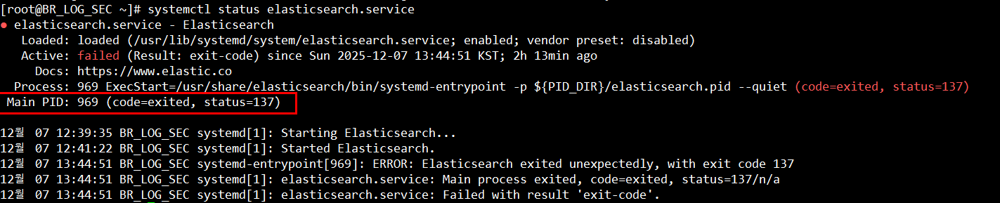 [root@BR_LOG_SEC ~]# systemctl status elasticsearch.service
● elasticsearch.service - Elasticsearch
   Loaded: loaded (/usr/lib/systemd/system/elasticsearch.service; enabled; vendor preset: disabled)
   Active: failed (Result: exit-code) since Sun 2025-12-07 13:44:51 KST; 2h 13min ago
     Docs: https://www.elastic.co
  Process: 969 ExecStart=/usr/share/elasticsearch/bin/systemd-entrypoint -p ${PID_DIR}/elasticsearch.pid --quiet (code=exited, status=137)
 Main PID: 969 (code=exited, status=137)
12월  07 12:39:35 BR_LOG_SEC systemd[1]: Starting Elasticsearch...
12월  07 12:41:22 BR_LOG_SEC systemd[1]: Started Elasticsearch.
12월  07 13:44:51 BR_LOG_SEC systemd-entrypoint[969]: ERROR: Elasticsearch exited unexpectedly, with exit code 137
12월  07 13:44:51 BR_LOG_SEC systemd[1]: elasticsearch.service: Main process exited, code=exited, status=137/n/a
12월  07 13:44:51 BR_LOG_SEC systemd[1]: elasticsearch.service: Failed with result 'exit-code'.